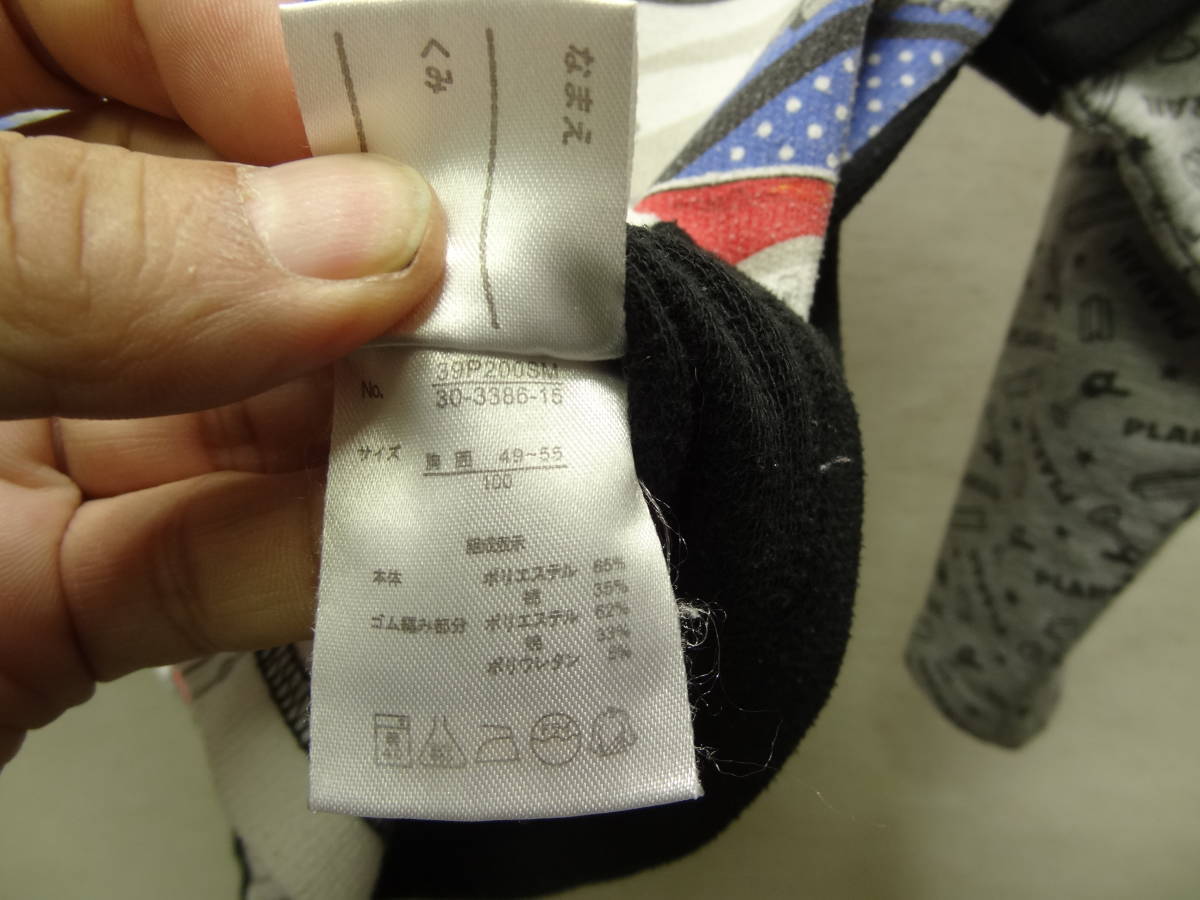 なまえ
くみ
No. 39P200SM
30-3386-15
サイズ 胸囲 49~55
100
組成表示
本体 ポリエステル 65%
綿 35%
ゴム編み部分 ポリエステル 62%
綿 33%
ポリウレタン 5%
PLAN
PLAN